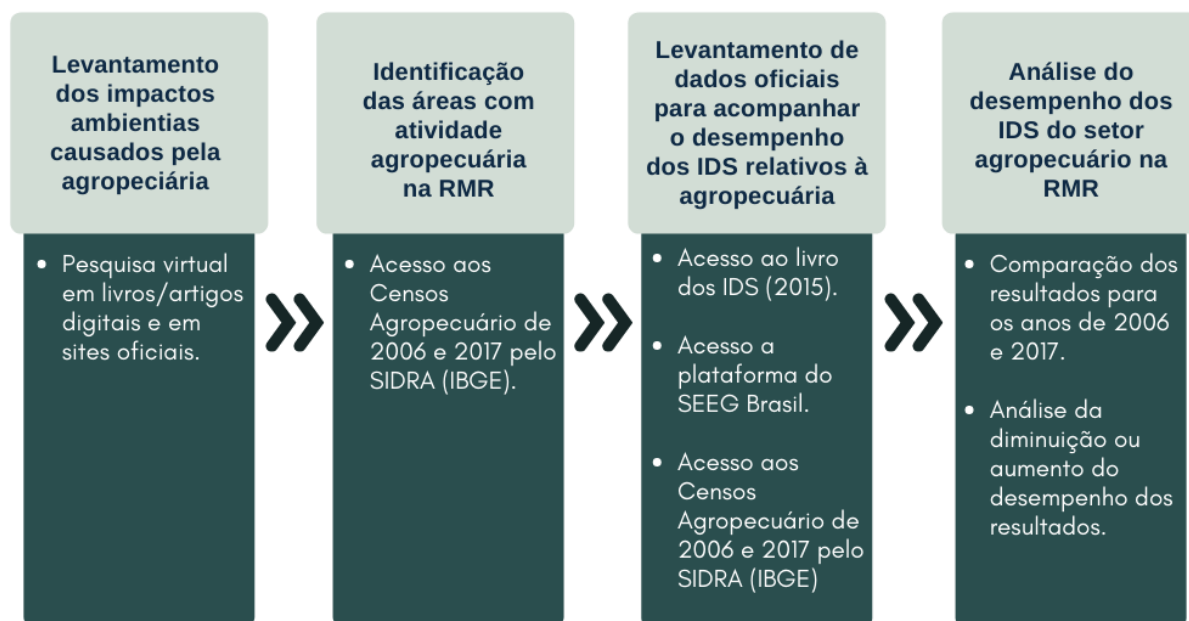 Levantamento
dos impactos
ambientias
causados pela
agropeciária
• Pesquisa virtual
em livros/artigos
digitais e em
sites oficiais.
Identificação
das áreas com
atividade
agropecuária
na RMR
• Acesso aos
Censos
Agropecuário de
2006 e 2017 pelo
SIDRA (IBGE).
Levantamento de
dados oficiais
para acompanhar
o desempenho
dos IDS relativos à
agropecuária
• Acesso ao livro
dos IDS (2015).
• Acesso a
plataforma do
SEEG Brasil.
• Acesso aos
Censos
Agropecuário de
2006 e 2017 pelo
SIDRA (IBGE)
Análise do
desempenho dos
IDS do setor
agropecuário na
RMR
• Comparação dos
resultados para
os anos de 2006
e 2017.
• Análise da
diminuição ou
aumento do
desempenho dos
resultados.